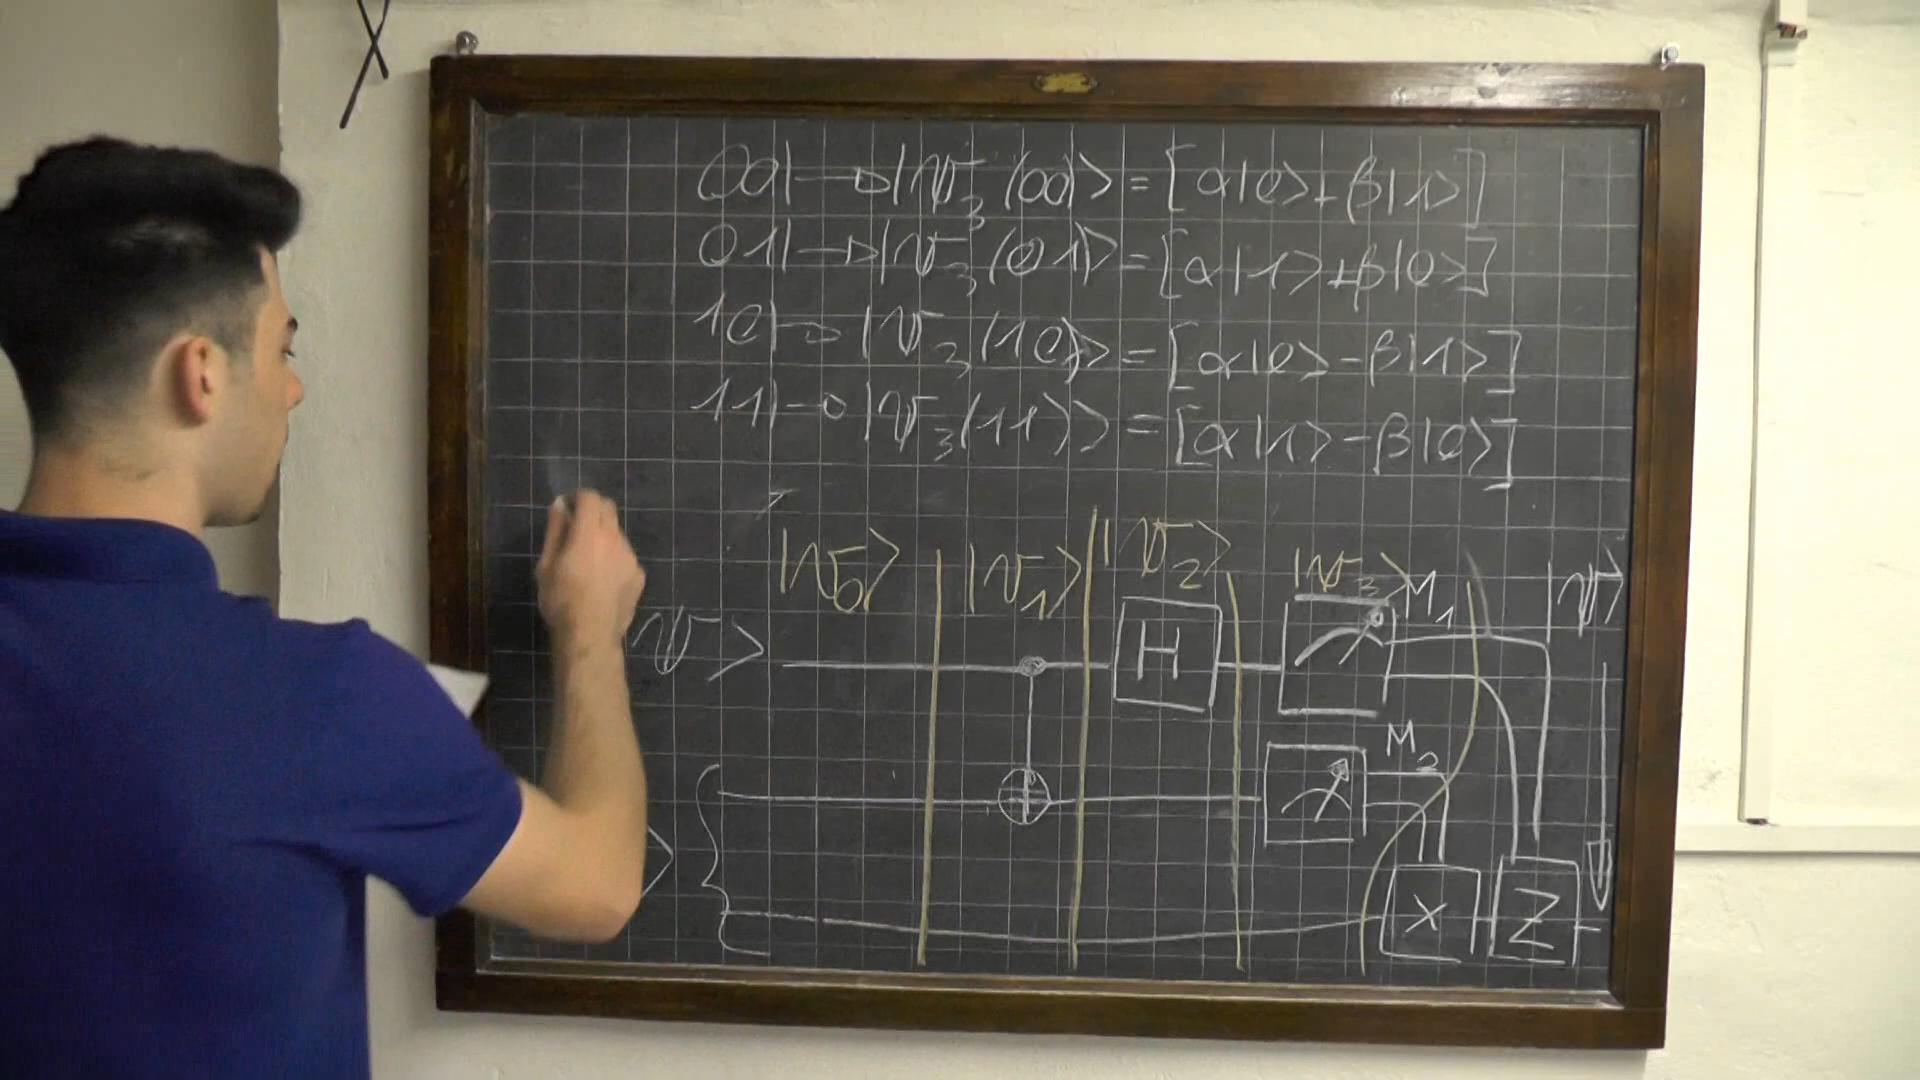 00| → |ψ₃(00)> = [α|0> + β|1>]
01| → |ψ₃(01)> = [α|1> + β|0>]
10| → |ψ₃(10)> = [α|0> - β|1>]
11| → |ψ₃(11)> = [α|1> - β|0>]
|ψ₀> |ψ₁> |ψ₂> |ψ₃> M₁ |ψ>
ψ> H
M₂
> X Z